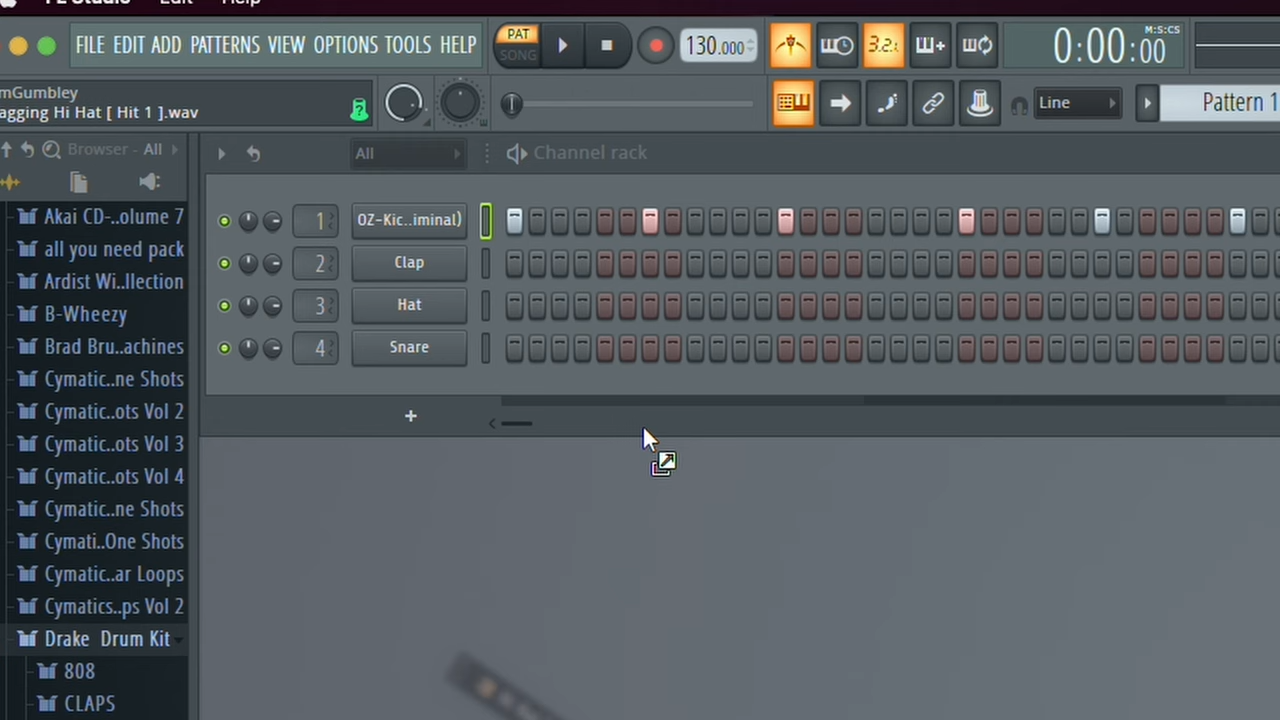 FILE EDIT ADD PATTERNS VIEW OPTIONS TOOLS HELP
PAT
SONG
130.000
3.2.1
M:S:CS
0:00:00
mGumbley
agging Hi Hat [ Hit 1 ].wav
Line
Pattern 1
Browser - All
All
Channel rack
Akai CD-..olume 7
all you need pack
Ardist Wi..llection
B-Wheezy
Brad Bru..achines
Cymatic..ne Shots
Cymatic..ots Vol 2
Cymatic..ots Vol 3
Cymatic..ots Vol 4
Cymatic..ne Shots
Cymati..One Shots
Cymatic..ar Loops
Cymatics..ps Vol 2
Drake Drum Kit
808
CLAPS
1 OZ-Kic..iminal)
2 Clap
3 Hat
4 Snare
+